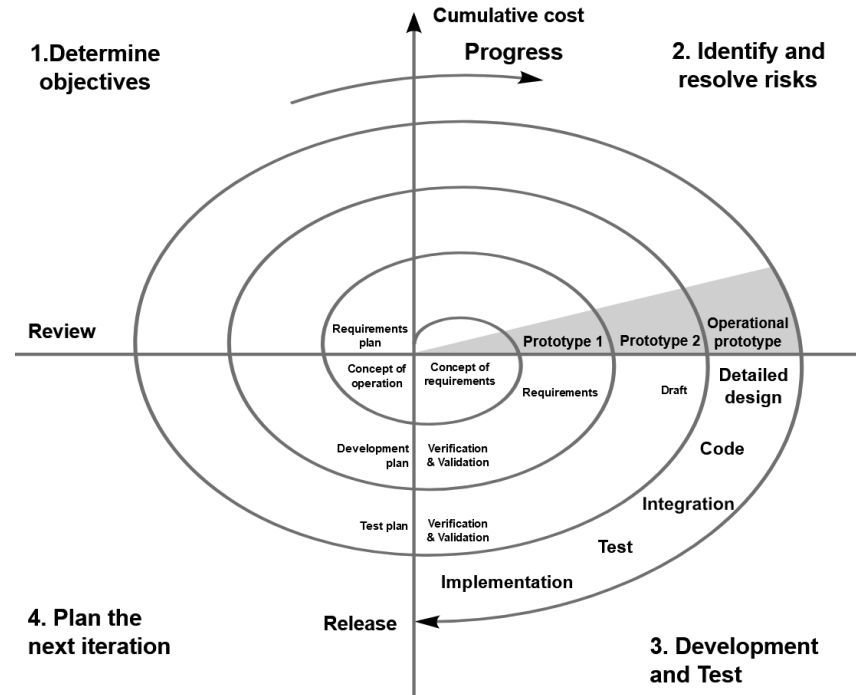 Cumulative cost
1.Determine
objectives
Progress
2. Identify and
resolve risks
Review
Requirements
plan
Prototype 1
Prototype 2
Operational
prototype
Concept of
operation
Concept of
requirements
Requirements
Draft
Detailed
design
Development
plan
Verification
& Validation
Code
Integration
Test plan
Verification
& Validation
Test
Implementation
4. Plan the
next iteration
Release
3. Development
and Test